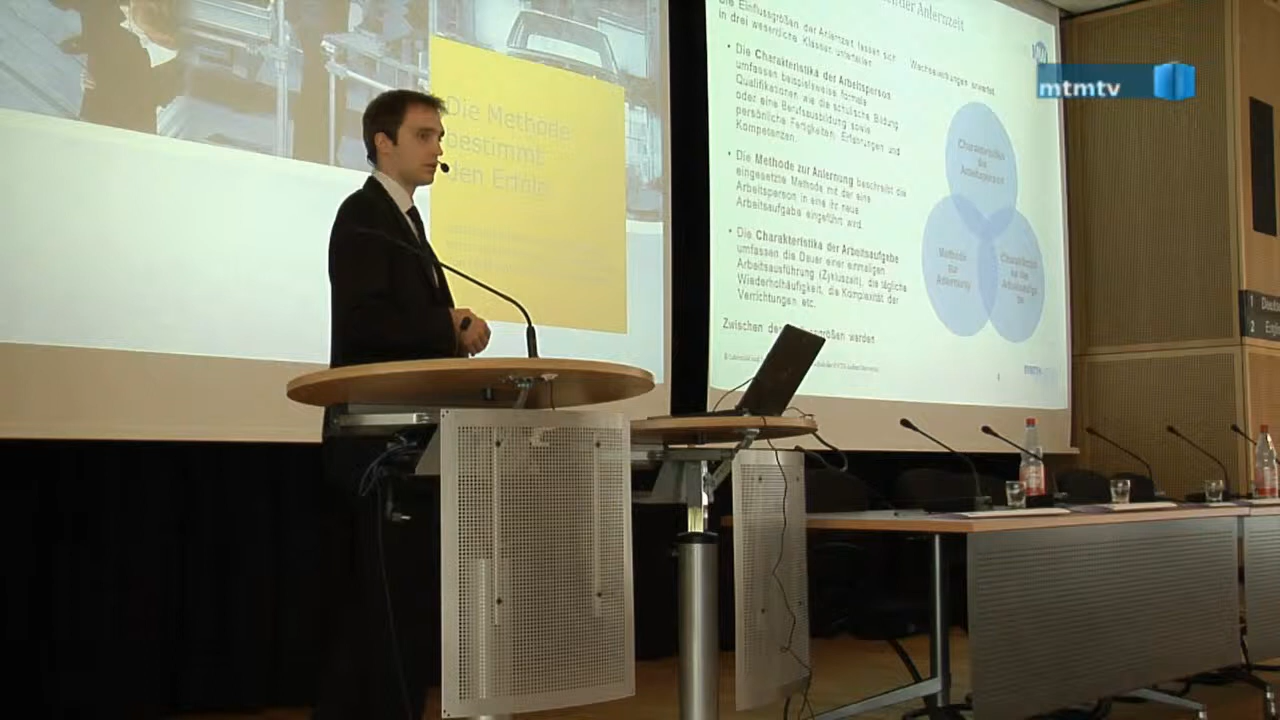 Die Methode
bestimmt
den Erfolg
der Anlernzeit
Die Einflussgrößen der Anlernzeit lassen sich
in drei wesentliche Klassen unterteilen
• Die Charakteristika der Arbeitsperson
umfassen beispielsweise formale
Qualifikationen wie die schulische Bildung
oder eine Berufsausbildung sowie
persönliche Fertigkeiten, Erfahrungen und
Kompetenzen.
• Die Methode zur Anlernung beschreibt die
eingesetzte Methode mit der eine
Arbeitsperson in eine ihr neue
Arbeitsaufgabe eingeführt wird.
• Die Charakteristika der Arbeitsaufgabe
umfassen die Dauer einer einmaligen
Arbeitsausführung (Zykluszeit), die tägliche
Wiederholhäufigkeit, die Komplexität der
Verrichtungen etc.
Zwischen den werden
Wechselwirkungen erwartet.
Charakteristika
der
Arbeitsperson
Methode
zur
Anlernung
mtmtv
1
2